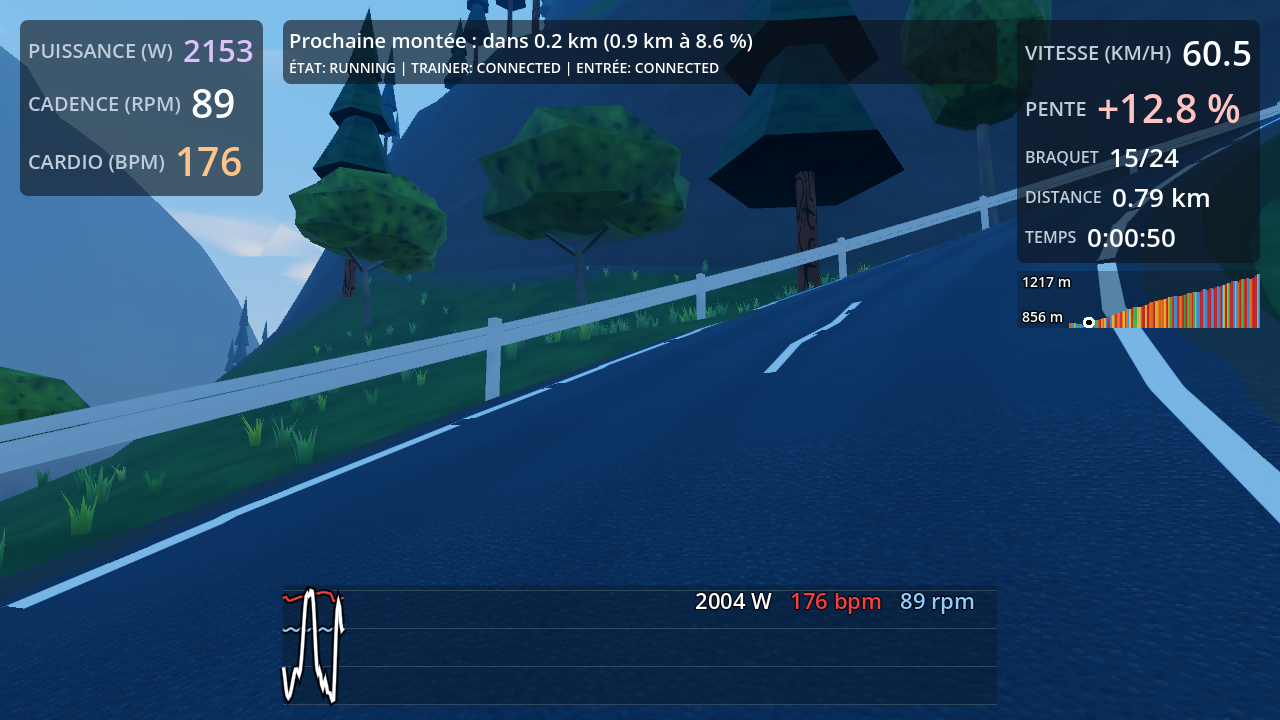 PUISSANCE (W) 2153
CADENCE (RPM) 89
CARDIO (BPM) 176
Prochaine montée : dans 0.2 km (0.9 km à 8.6 %)
ÉTAT: RUNNING | TRAINER: CONNECTED | ENTRÉE: CONNECTED
VITESSE (KM/H) 60.5
PENTE +12.8 %
BRAQUET 15/24
DISTANCE 0.79 km
TEMPS 0:00:50
1217 m
856 m
2004 W 176 bpm 89 rpm